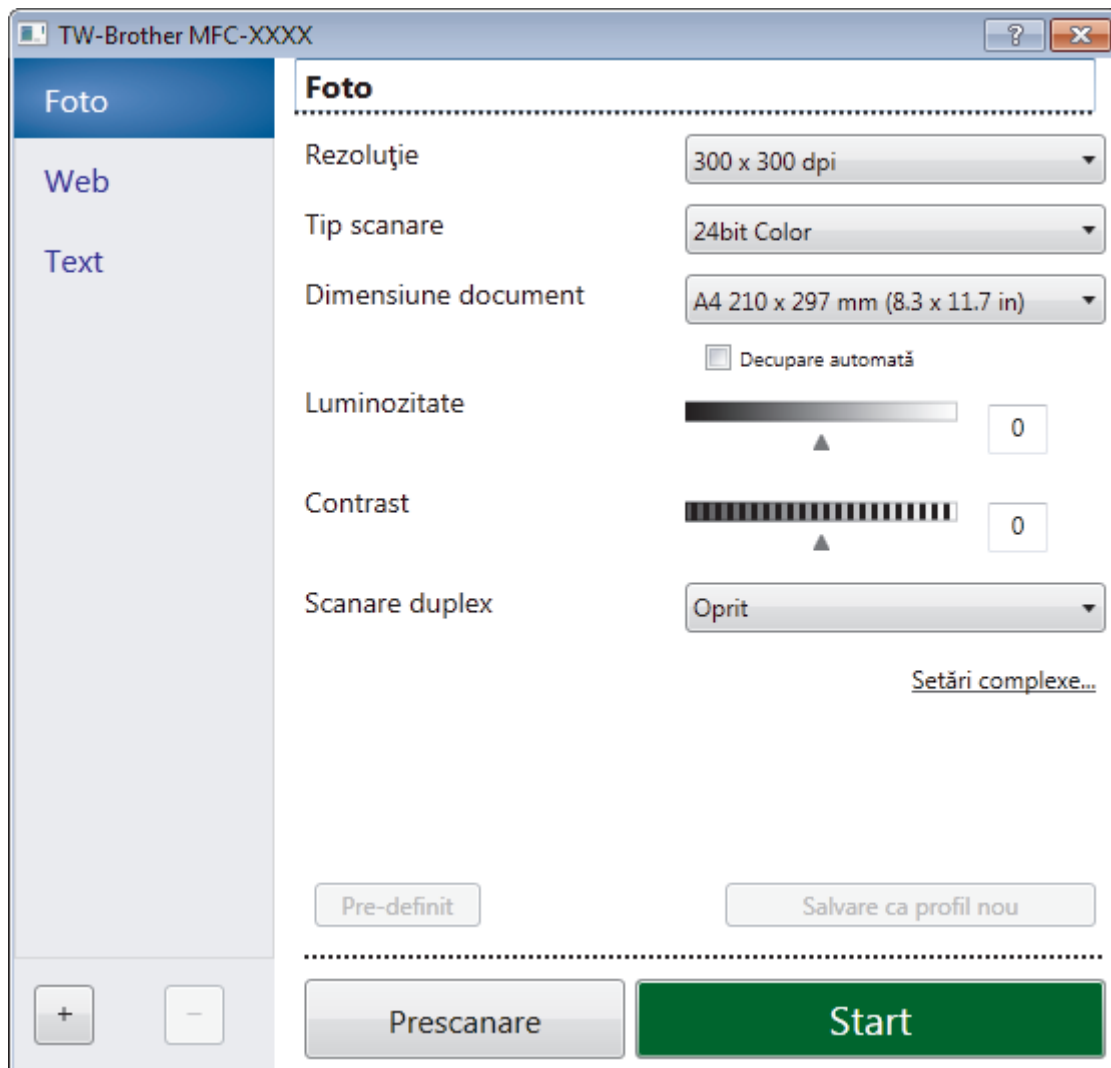 TW-Brother MFC-XXXX
?
Foto
Web
Text
Foto
Rezoluţie
300 x 300 dpi
Tip scanare
24bit Color
Dimensiune document
A4 210 x 297 mm (8.3 x 11.7 in)
Decupare automată
Luminozitate
0
Contrast
0
Scanare duplex
Oprit
Setări complexe...
Pre-definit
Salvare ca profil nou
+
−
Prescanare
Start